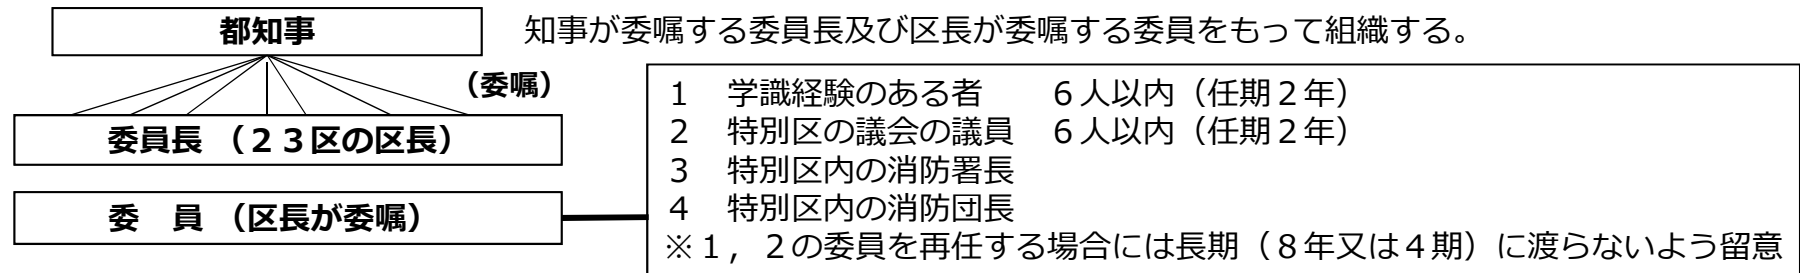 都知事
知事が委嘱する委員長及び区長が委嘱する委員をもって組織する。
（委嘱）
委員長 （２３区の区長）
委　員 （区長が委嘱）
１　学識経験のある者　　６人以内（任期２年）
２　特別区の議会の議員　６人以内（任期２年）
３　特別区内の消防署長
４　特別区内の消防団長
※１，２の委員を再任する場合には長期（８年又は４期）に渡らないよう留意